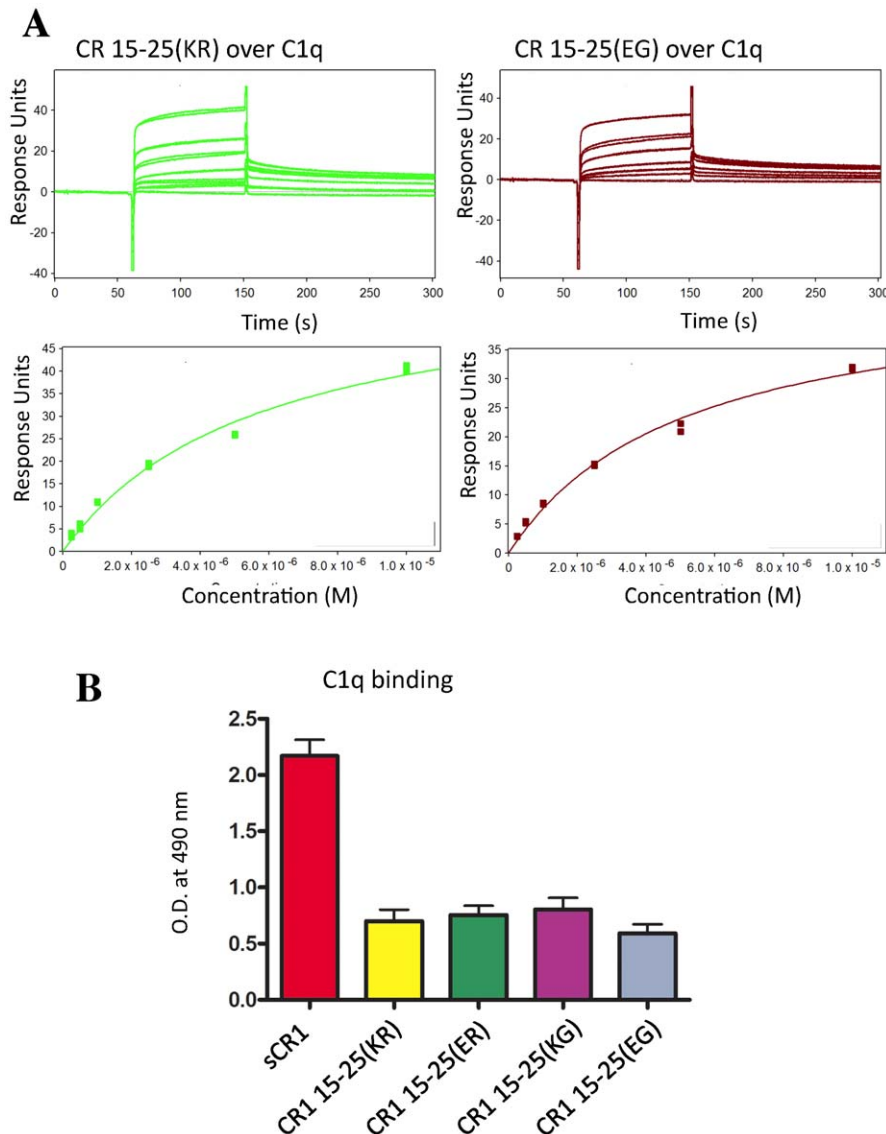 A
CR 15-25(KR) over C1q
CR 15-25(EG) over C1q
Response Units
40
20
0
-20
-40
0
50
100
150
200
250
300
Time (s)
Response Units
40
20
0
-20
-40
0
50
100
150
200
250
300
Time (s)
Response Units
45
40
35
30
25
20
15
10
5
0
0
2.0 x 10 -6
4.0 x 10 -6
6.0 x 10 -6
8.0 x 10 -6
1.0 x 10 -5
Concentration (M)
Response Units
35
30
25
20
15
10
5
0
0
2.0 x 10 -6
4.0 x 10 -6
6.0 x 10 -6
8.0 x 10 -6
1.0 x 10 -5
Concentration (M)
B
C1q binding
O.D. at 490 nm
2.5
2.0
1.5
1.0
0.5
0.0
sCR1
CR1 15-25(KR)
CR1 15-25(ER)
CR1 15-25(KG)
CR1 15-25(EG)